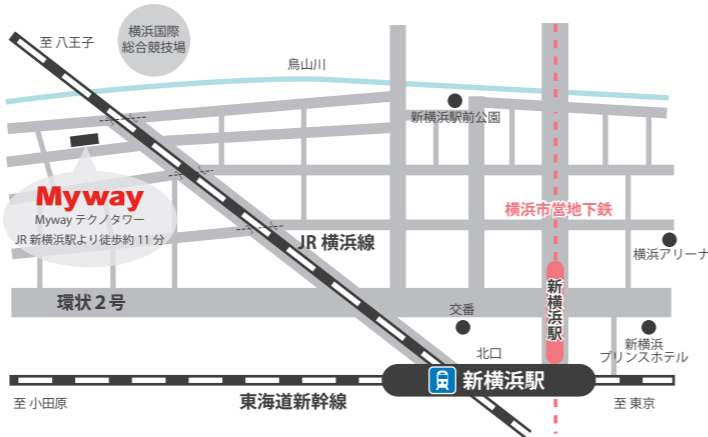 横浜国際
総合競技場
至 八王子
鳥山川
新横浜駅前公園
Myway
Myway テクノタワー
JR 新横浜駅より徒歩約 11 分
横浜市営地下鉄
JR 横浜線
横浜アリーナ
環状２号
交番
新横浜駅
新横浜
プリンスホテル
北口
新横浜駅
至 小田原
東海道新幹線
至 東京